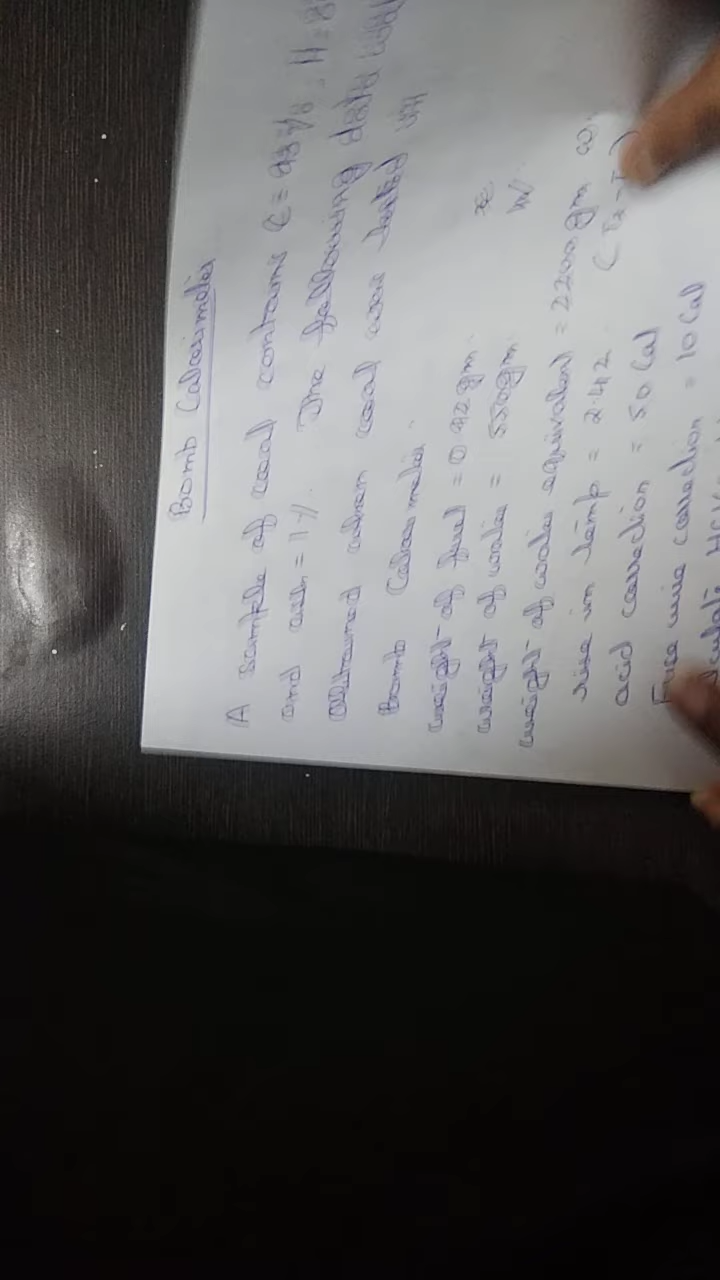 Bomb Calorimeter
A sample of coal contains C = 93% : H =
and ash = 1%. The following data were
obtained when coal was tested in
Bomb Calorimeter.
weight of fuel = 0.92 gm.
x
W
weight of water = 550 gm
weight of water equivalent = 2200 gm w.
rise in temp = 2.42
acid correction = 50 Cal
Fuse wire correction = 10 Cal